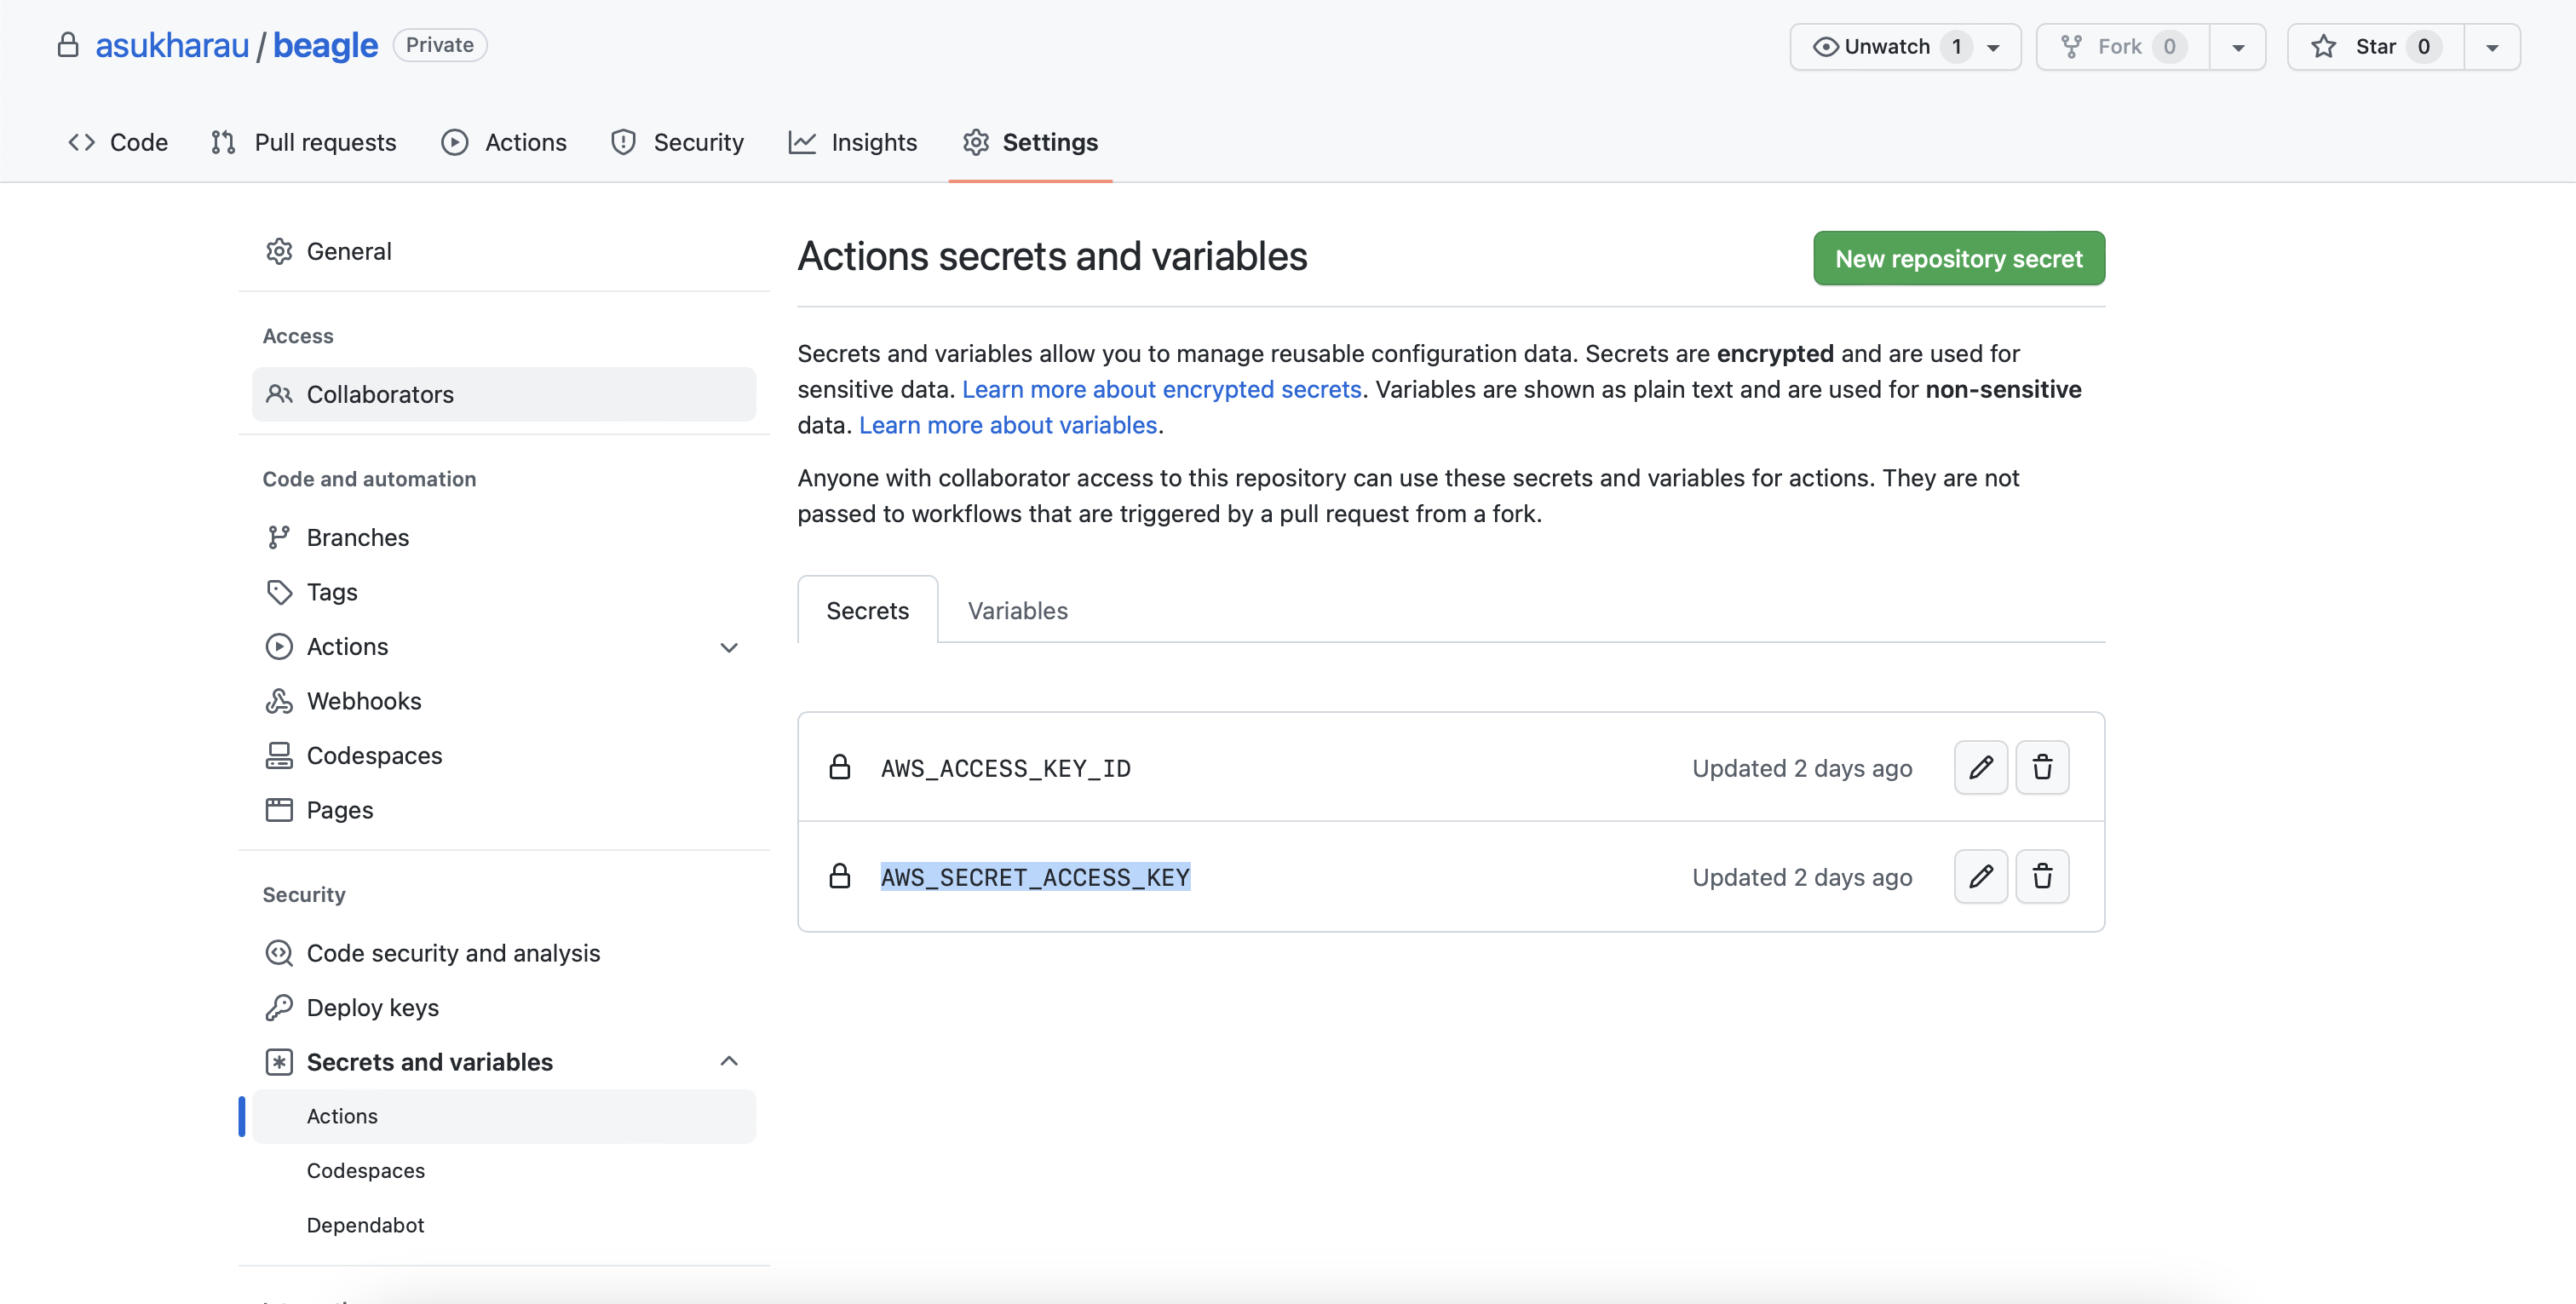 asukharau / beagle Private
Unwatch 1
Fork 0
Star 0
Code
Pull requests
Actions
Security
Insights
Settings
General
Access
Collaborators
Code and automation
Branches
Tags
Actions
Webhooks
Codespaces
Pages
Security
Code security and analysis
Deploy keys
Secrets and variables
Actions
Codespaces
Dependabot
Actions secrets and variables
New repository secret
Secrets and variables allow you to manage reusable configuration data. Secrets are encrypted and are used for
sensitive data. Learn more about encrypted secrets. Variables are shown as plain text and are used for non-sensitive
data. Learn more about variables.
Anyone with collaborator access to this repository can use these secrets and variables for actions. They are not
passed to workflows that are triggered by a pull request from a fork.
Secrets
Variables
AWS_ACCESS_KEY_ID
Updated 2 days ago
AWS_SECRET_ACCESS_KEY
Updated 2 days ago